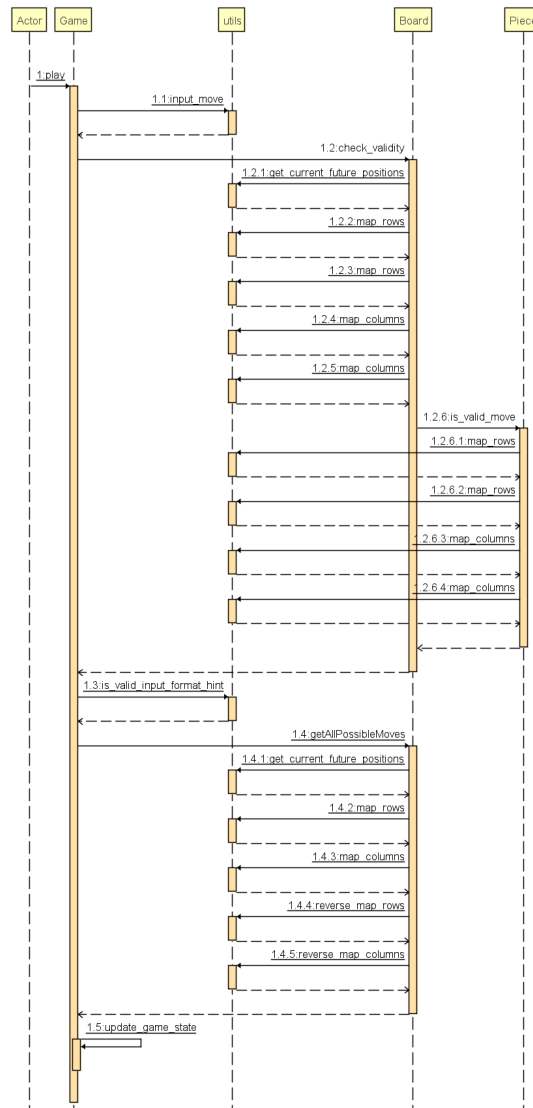 Actor Game utils Board Piece
1:play
1.1:input_move
1.2:check_validity
1.2.1:get_current_future_positions
1.2.2:map_rows
1.2.3:map_rows
1.2.4:map_columns
1.2.5:map_columns
1.2.6:is_valid_move
1.2.6.1:map_rows
1.2.6.2:map_rows
1.2.6.3:map_columns
1.2.6.4:map_columns
1.3:is_valid_input_format_hint
1.4:getAllPossibleMoves
1.4.1:get_current_future_positions
1.4.2:map_rows
1.4.3:map_columns
1.4.4:reverse_map_rows
1.4.5:reverse_map_columns
1.5:update_game_state